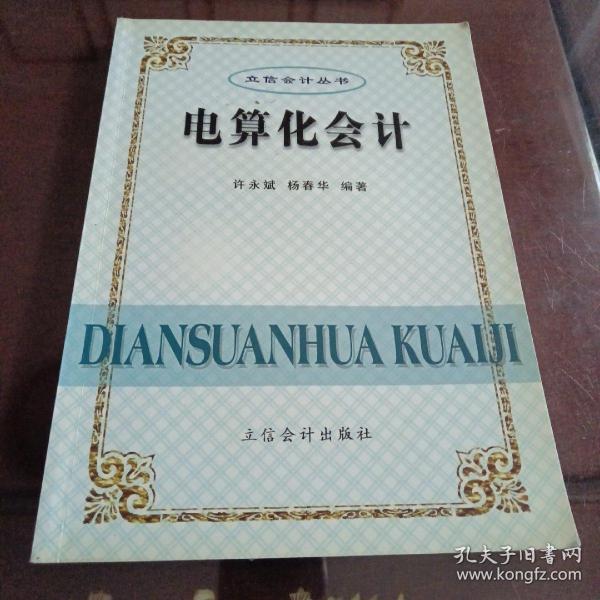 立信会计丛书
电算化会计
许永斌 杨春华 编著
DIANSUANHUA KUAIJI
立信会计出版社
孔夫子旧书网
www.kongfz.com